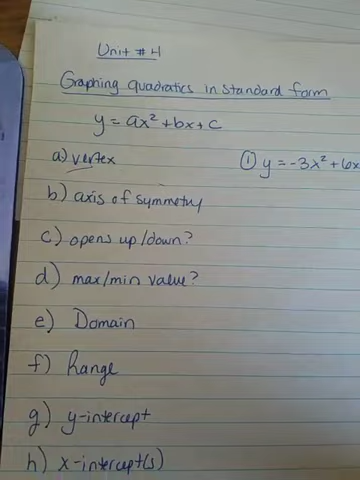 Unit #4
Graphing quadratics in standard form
y = ax² + bx + c
a) vertex
① y = -3x² + 6x
b) axis of symmetry
c) opens up/down?
d) max/min value?
e) Domain
f) Range
g) y-intercept
h) x-intercept(s)